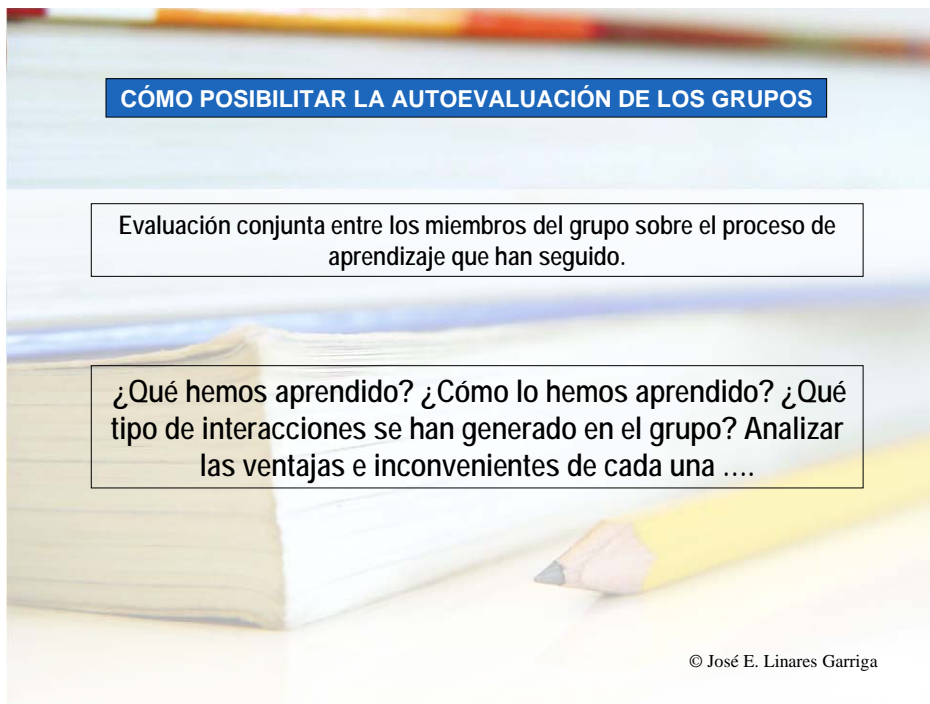 CÓMO POSIBILITAR LA AUTOEVALUACIÓN DE LOS GRUPOS
Evaluación conjunta entre los miembros del grupo sobre el proceso de
aprendizaje que han seguido.
¿Qué hemos aprendido? ¿Cómo lo hemos aprendido? ¿Qué
tipo de interacciones se han generado en el grupo? Analizar
las ventajas e inconvenientes de cada una ....
© José E. Linares Garriga